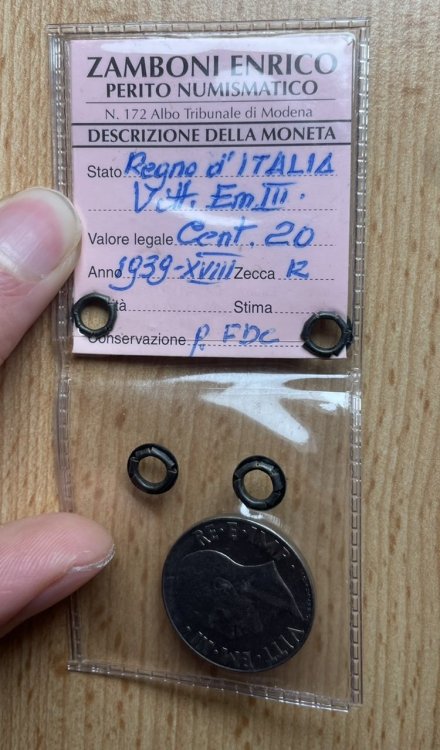 ZAMBONI ENRICO
PERITO NUMISMATICO
N. 172 Albo Tribunale di Modena
DESCRIZIONE DELLA MONETA
Stato Regno d'ITALIA
Vitt. Em III.
Valore legale Cent. 20
Anno 1939-XVIII Zecca R
ità Stima
Conservazione q FDC
RE·E·IMP·
VITT·EM·III·